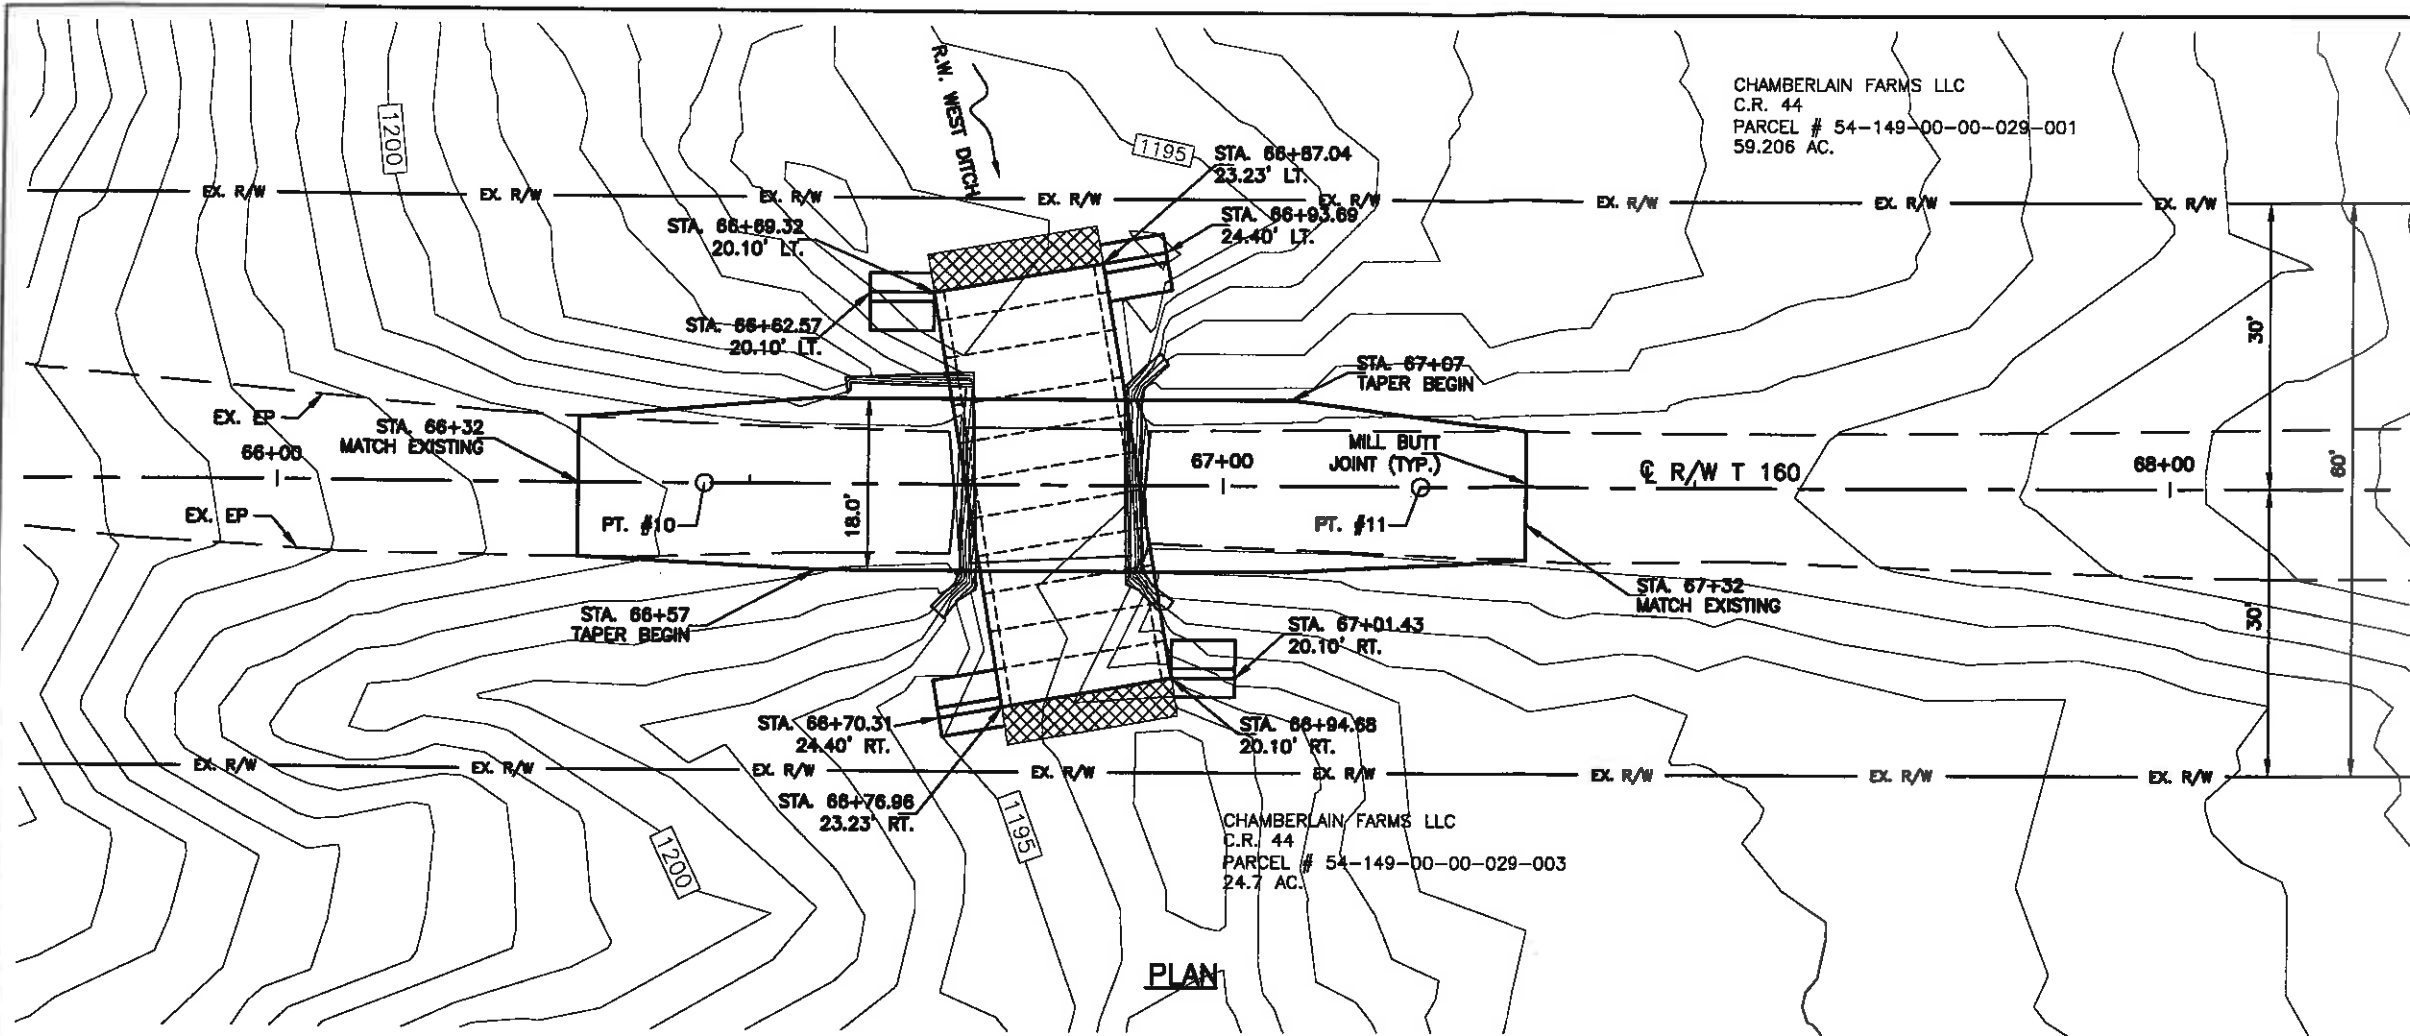 CHAMBERLAIN FARMS LLC
C.R. 44
PARCEL # 54-149-00-00-029-001
59.206 AC.
R.W. WEST DITCH
1200
1195
STA. 66+87.04
23.23' LT.
EX. R/W
EX. R/W
EX. R/W
EX. R/W
EX. R/W
EX. R/W
EX. R/W
EX. R/W
STA. 66+93.69
24.40' LT.
STA. 66+69.32
20.10' LT.
STA. 66+62.57
20.10' LT.
30'
STA. 67+07
TAPER BEGIN
EX. EP
STA. 66+32
MATCH EXISTING
66+00
MILL BUTT
JOINT (TYP.)
67+00
℄ R/W T 160
68+00
60'
EX. EP
PT. #10
18.0'
PT. #11
STA. 66+57
TAPER BEGIN
STA. 67+32
MATCH EXISTING
30'
STA. 67+01.43
20.10' RT.
STA. 66+70.31
24.40' RT.
STA. 66+94.68
20.10' RT.
EX. R/W
EX. R/W
EX. R/W
EX. R/W
EX. R/W
EX. R/W
EX. R/W
EX. R/W
STA. 66+76.96
23.23' RT.
1200
1195
CHAMBERLAIN FARMS LLC
C.R. 44
PARCEL # 54-149-00-00-029-003
24.7 AC.
PLAN